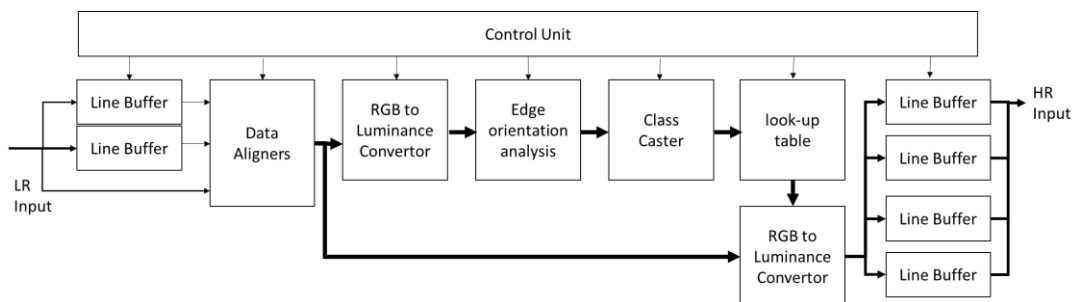 Control Unit
Line Buffer
Line Buffer
LR
Input
Data
Aligners
RGB to
Luminance
Convertor
Edge
orientation
analysis
Class
Caster
look-up
table
RGB to
Luminance
Convertor
Line Buffer
Line Buffer
Line Buffer
Line Buffer
HR
Input